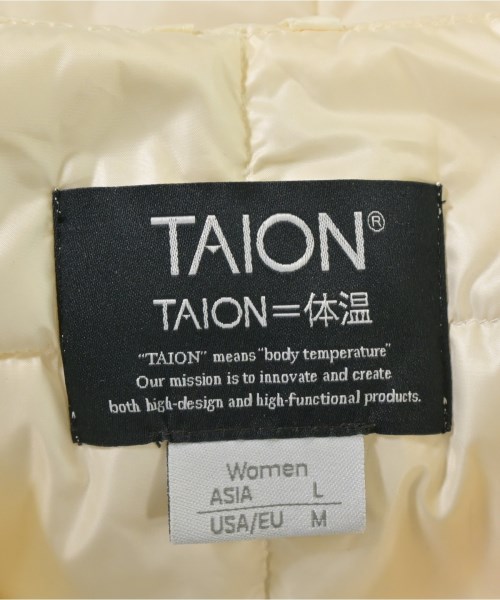 TAION®
TAION=体温
"TAION" means "body temperature"
Our mission is to innovate and create
both high-design and high-functional products.
Women
ASIA L
USA/EU M